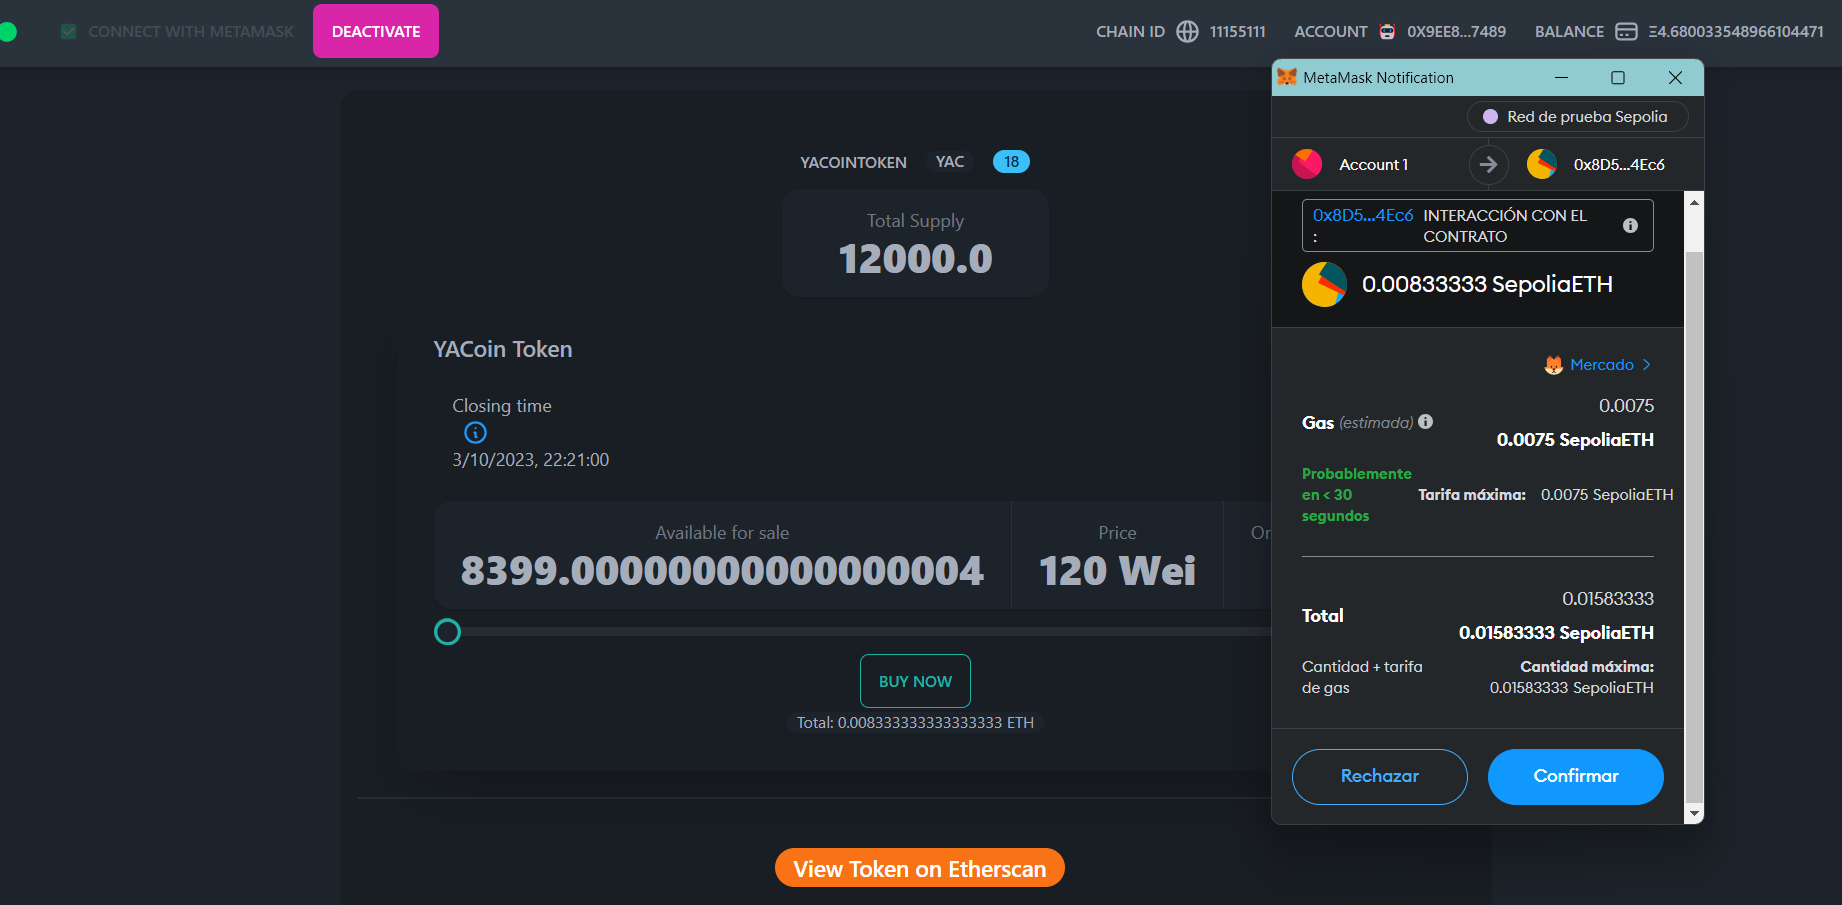 CONNECT WITH METAMASK
DEACTIVATE
CHAIN ID 11155111
ACCOUNT 0X9EE8...7489
BALANCE Ξ4.680033548966104471
YACOINTOKEN YAC 18
Total Supply
12000.0
YACoin Token
Closing time
3/10/2023, 22:21:00
Available for sale
8399.000000000000000004
Price
120 Wei
Or
BUY NOW
Total: 0.008333333333333333 ETH
View Token on Etherscan
MetaMask Notification
Red de prueba Sepolia
Account 1
0x8D5...4Ec6
0x8D5...4Ec6 INTERACCIÓN CON EL
: CONTRATO
0.00833333 SepoliaETH
Mercado
0.0075
Gas (estimada)
0.0075 SepoliaETH
Probablemente
en < 30 Tarifa máxima: 0.0075 SepoliaETH
segundos
0.01583333
Total
0.01583333 SepoliaETH
Cantidad + tarifa Cantidad máxima:
de gas 0.01583333 SepoliaETH
Rechazar
Confirmar